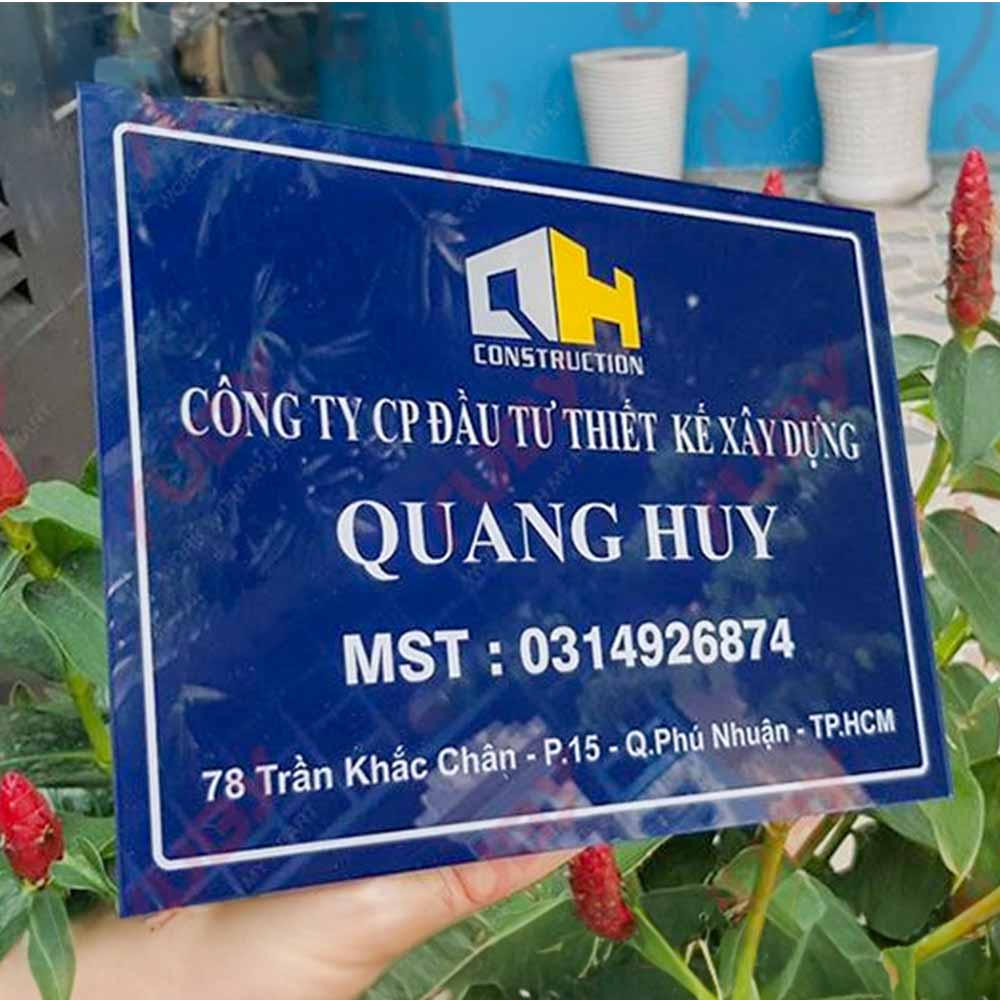 QH
CONSTRUCTION
CÔNG TY CP ĐẦU TƯ THIẾT KẾ XÂY DỰNG
QUANG HUY
MST : 0314926874
78 Trần Khắc Chân - P.15 - Q.Phú Nhuận - TP.HCM